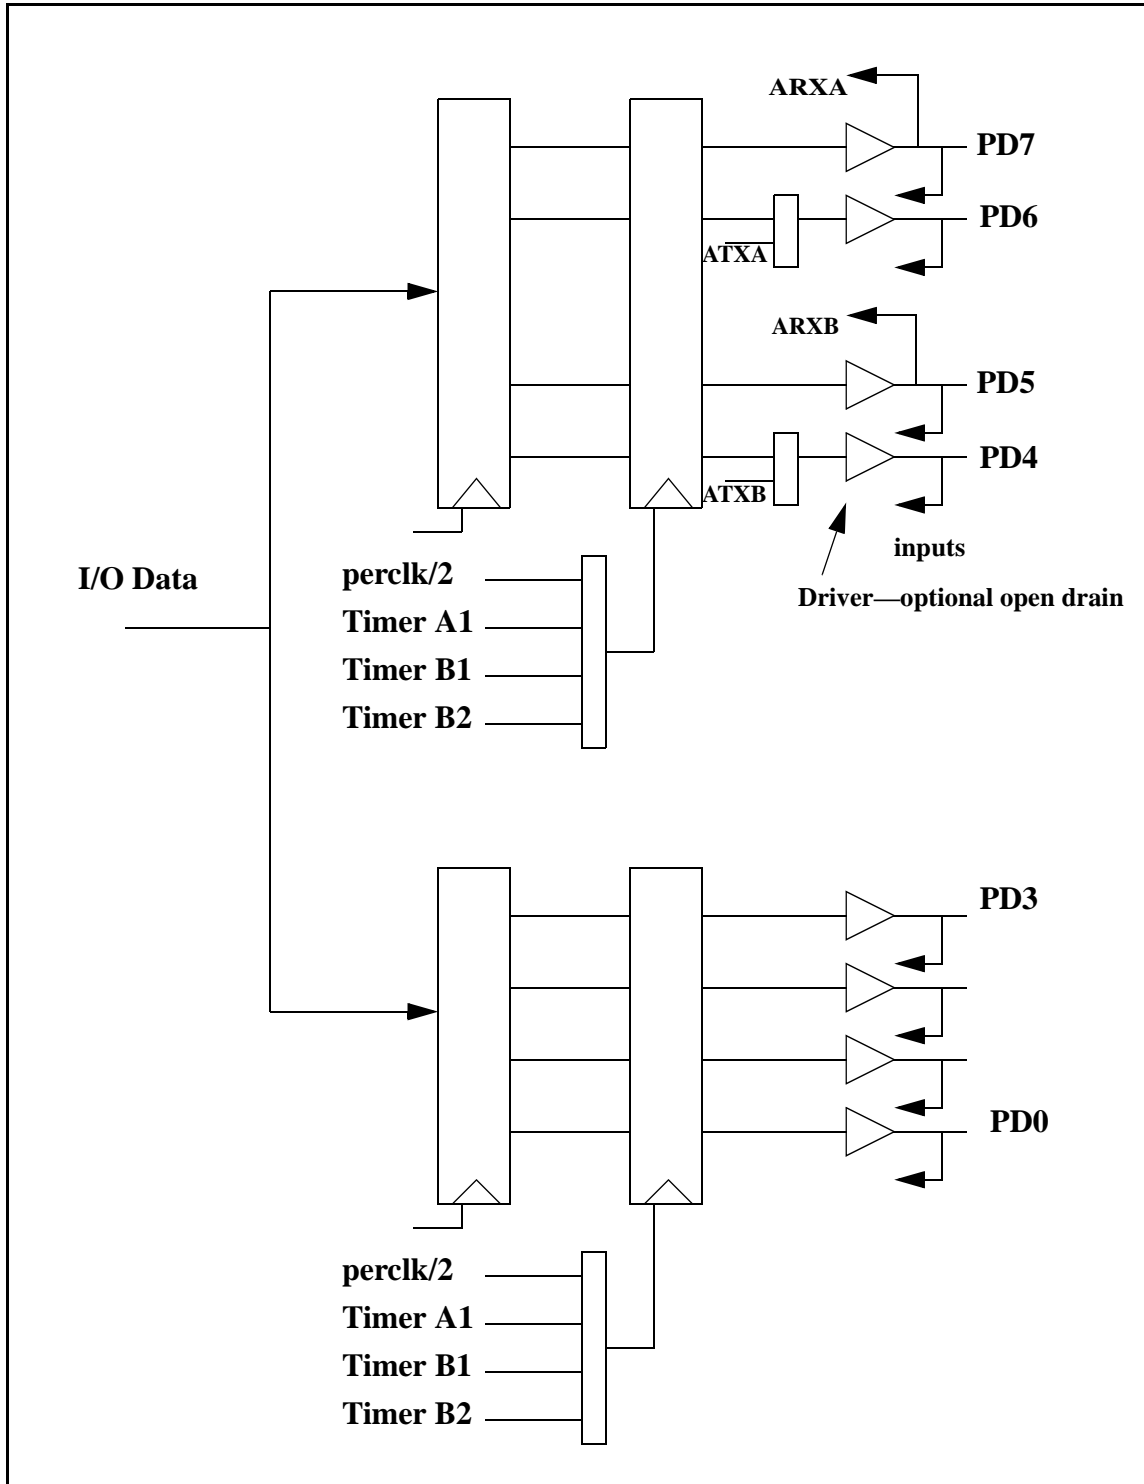 ARXA
PD7
PD6
ATXA
ARXB
PD5
PD4
ATXB
inputs
Driver—optional open drain
I/O Data
perclk/2
Timer A1
Timer B1
Timer B2
PD3
PD0
perclk/2
Timer A1
Timer B1
Timer B2